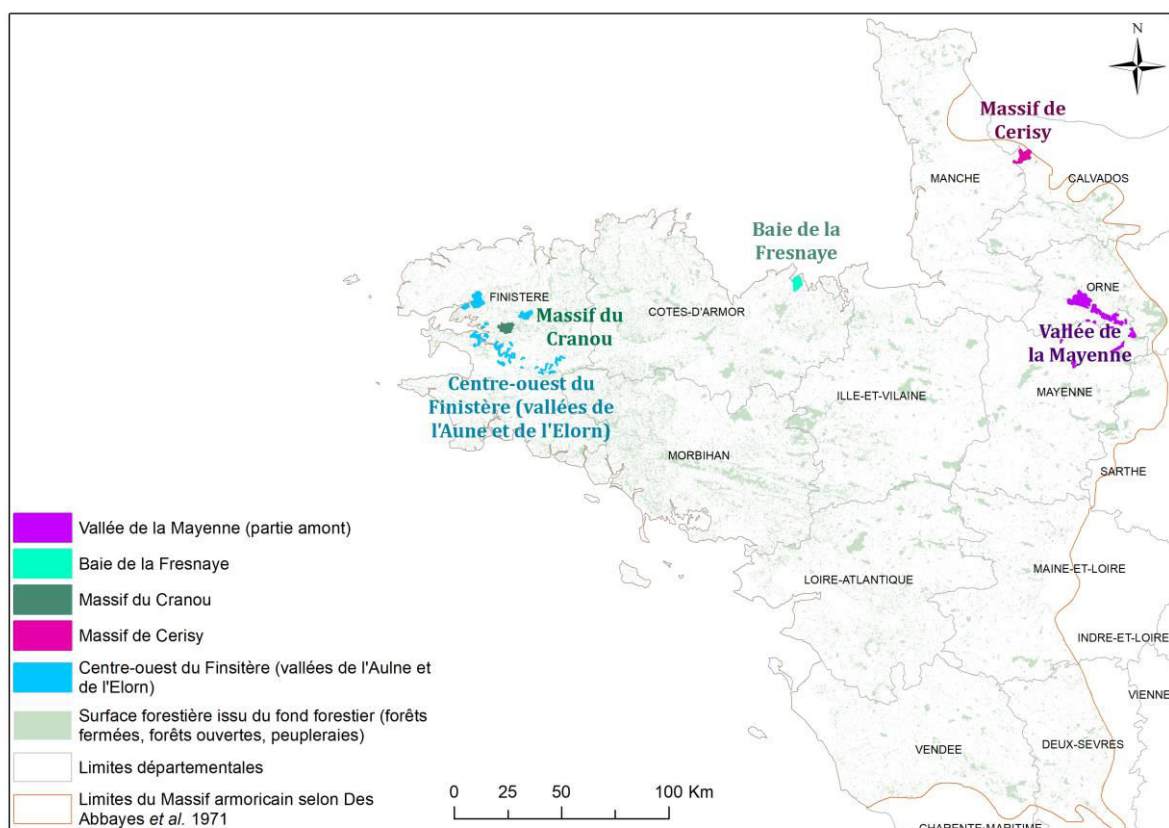 N
Massif de
Cerisy
MANCHE
CALVADOS
Baie de la
Fresnaye
ORNE
FINISTERE
COTES-D'ARMOR
Massif du
Cranou
Vallée de
la Mayenne
Centre-ouest du
Finistère (vallées de
l'Aune et de l'Elorn)
ILLE-ET-VILAINE
MAYENNE
MORBIHAN
SARTHE
LOIRE-ATLANTIQUE
MAINE-ET-LOIRE
INDRE-ET-LOIRE
VIENNE
VENDEE
DEUX-SEVRES
CHARENTE-MARITIME
Vallée de la Mayenne (partie amont)
Baie de la Fresnaye
Massif du Cranou
Massif de Cerisy
Centre-ouest du Finsitère (vallées de l'Aulne et
de l'Elorn)
Surface forestière issu du fond forestier (forêts
fermées, forêts ouvertes, peupleraies)
Limites départementales
Limites du Massif armoricain selon Des
Abbayes et al. 1971
0 25 50 100 Km